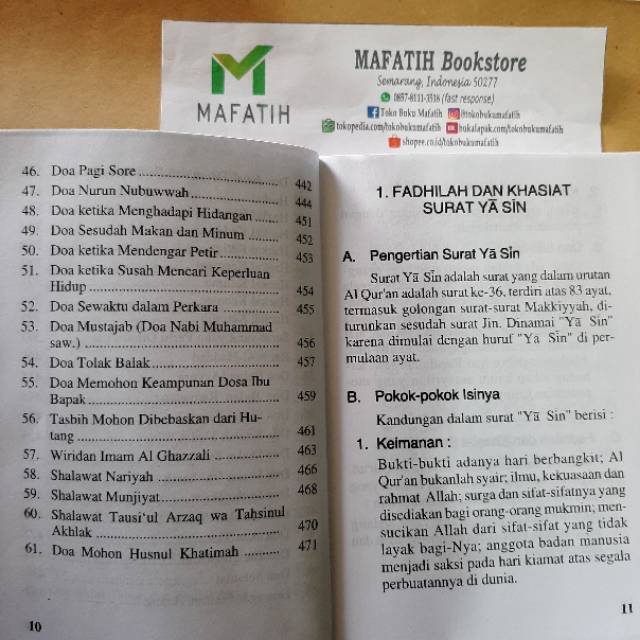 MAFATIH
MAFATIH Bookstore
Semarang, Indonesia 50277
0857-8111-3518 (fast response)
Toko Buku Mafatih @tokobukumafatih
tokopedia.com/tokobukumafatih bukalapak.com/tokobukumafatih
shopee.co.id/tokobukumafatih
46. Doa Pagi Sore ........ 442
47. Doa Nurun Nubuwwah ........ 444
48. Doa ketika Menghadapi Hidangan ........ 451
49. Doa Sesudah Makan dan Minum ........ 452
50. Doa ketika Mendengar Petir ........ 453
51. Doa ketika Susah Mencari Keperluan
Hidup ........ 454
52. Doa Sewaktu dalam Perkara ........ 455
53. Doa Mustajab (Doa Nabi Muhammad
saw.) ........ 456
54. Doa Tolak Balak ........ 457
55. Doa Memohon Keampunan Dosa Ibu
Bapak ........ 459
56. Tasbih Mohon Dibebaskan dari Hu-
tang ........ 461
57. Wiridan Imam Al Ghazzali ........ 463
58. Shalawat Nariyah ........ 466
59. Shalawat Munjiyat ........ 468
60. Shalawat Tausi'ul Arzaq wa Tahsinul
Akhlak ........ 470
61. Doa Mohon Husnul Khatimah ........ 471
10
1. FADHILAH DAN KHASIAT
SURAT YĀ SĪN
A. Pengertian Surat Yā Sīn
Surat Yā Sīn adalah surat yang dalam urutan
Al Qur'an adalah surat ke-36, terdiri atas 83 ayat,
termasuk golongan surat-surat Makkiyyah, di-
turunkan sesudah surat Jin. Dinamai "Yā Sīn"
karena dimulai dengan huruf "Ya Sin" di per-
mulaan ayat.
B. Pokok-pokok Isinya
Kandungan dalam surat "Yā Sin" berisi :
1. Keimanan :
Bukti-bukti adanya hari berbangkit; Al
Qur'an bukanlah syair; ilmu, kekuasaan dan
rahmat Allah; surga dan sifat-sifatnya yang
disediakan bagi orang-orang mukmin; men-
sucikan Allah dari sifat-sifat yang tidak
layak bagi-Nya; anggota badan manusia
menjadi saksi pada hari kiamat atas segala
perbuatannya di dunia.
11